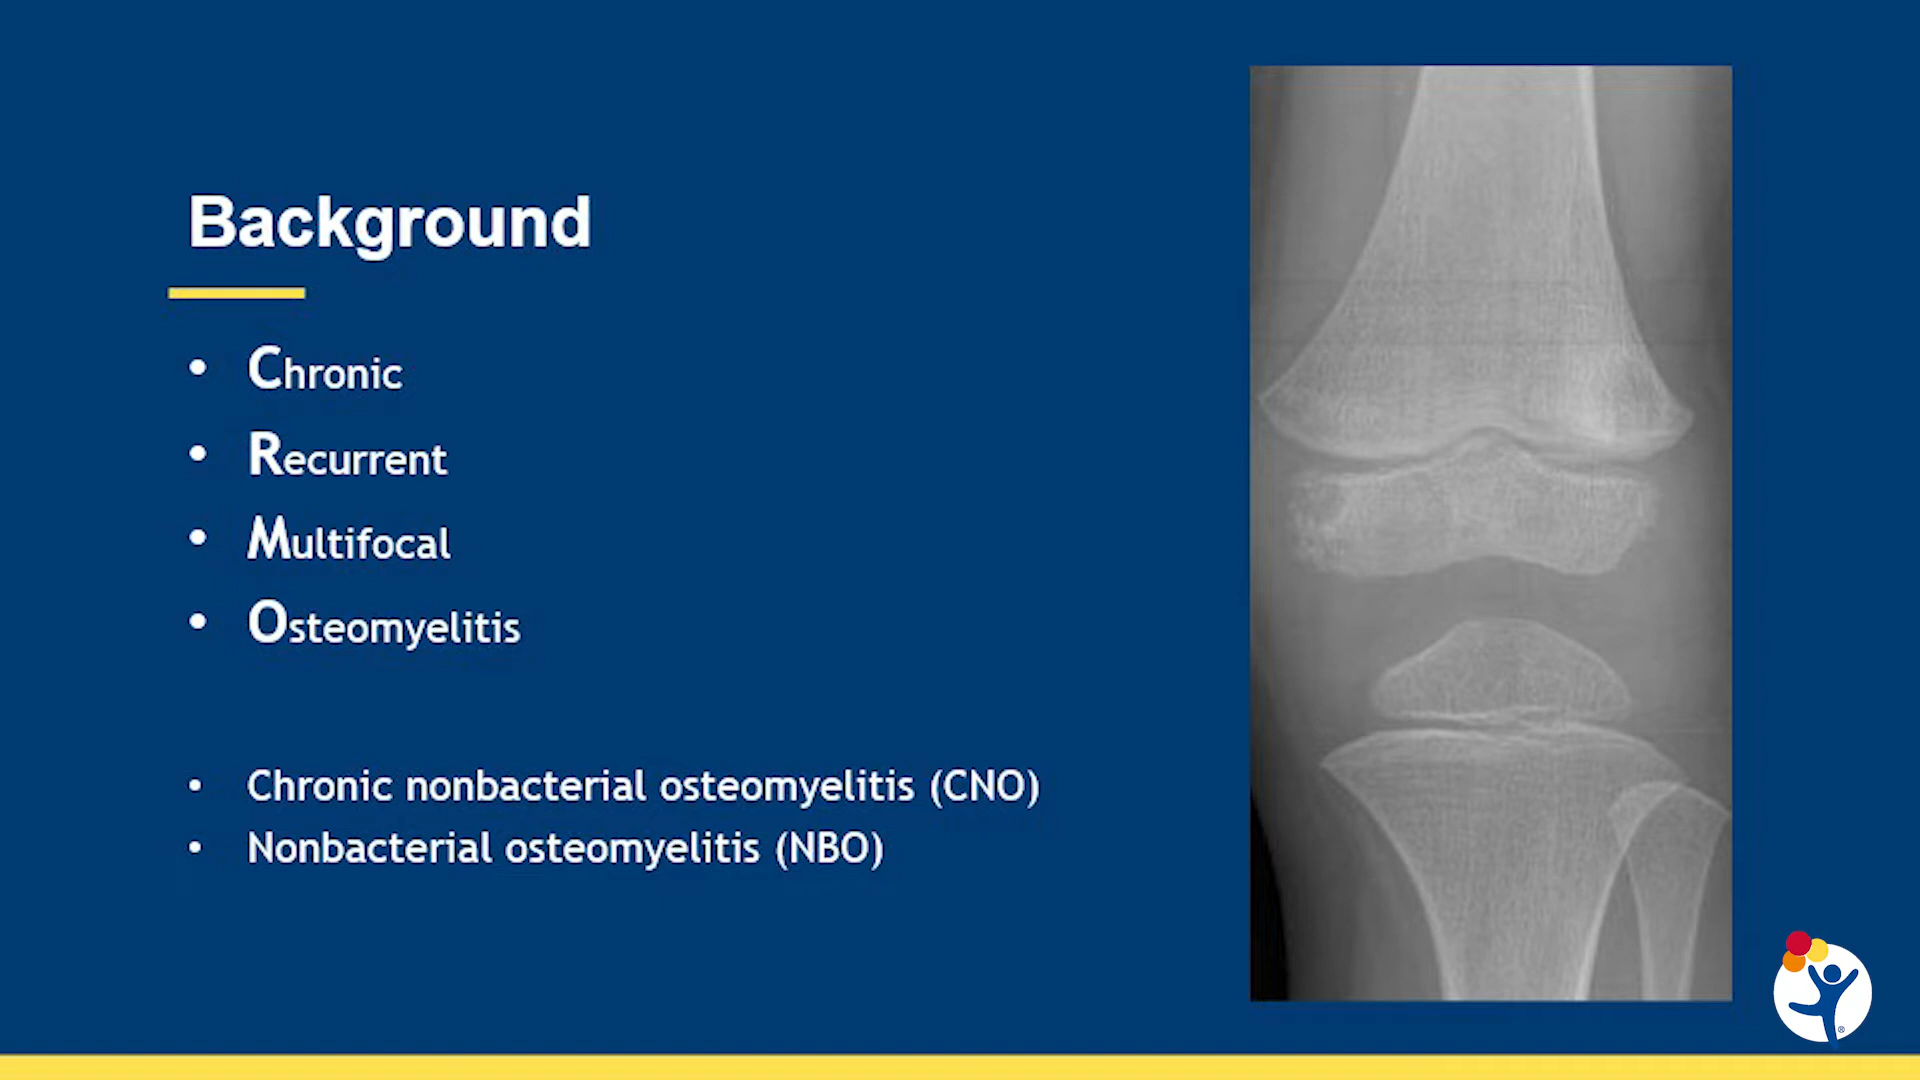 Background
• Chronic
• Recurrent
• Multifocal
• Osteomyelitis
• Chronic nonbacterial osteomyelitis (CNO)
• Nonbacterial osteomyelitis (NBO)
®